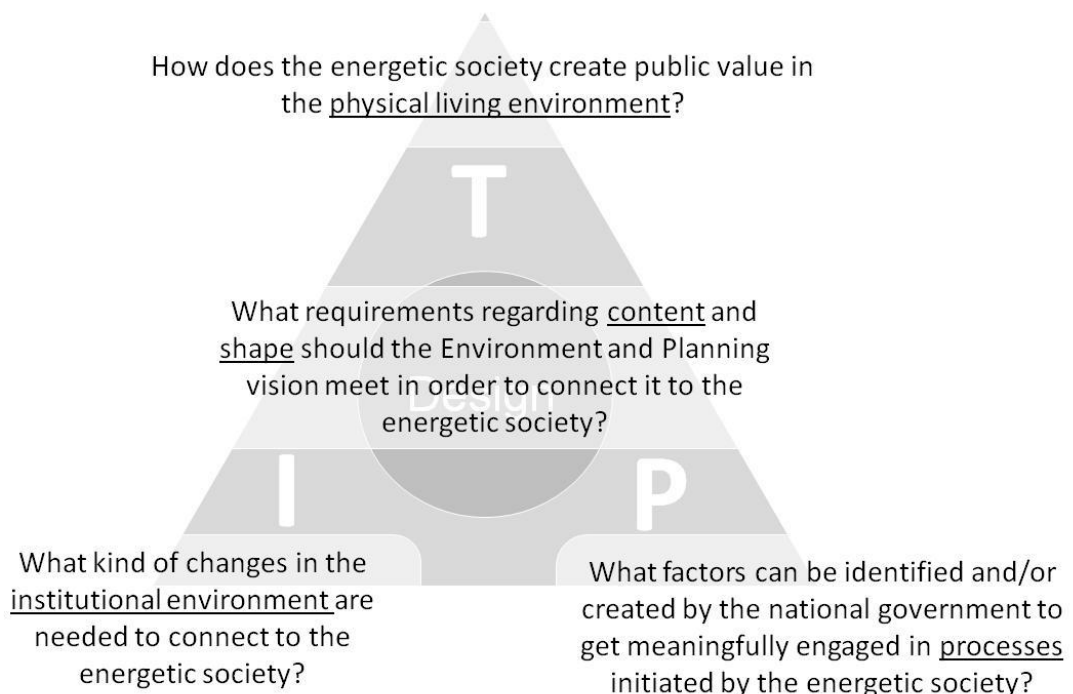 How does the energetic society create public value in
the physical living environment?
T
What requirements regarding content and
shape should the Environment and Planning
vision meet in order to connect it to the
Design
energetic society?
I
P
What kind of changes in the
institutional environment are
needed to connect to the
energetic society?
What factors can be identified and/or
created by the national government to
get meaningfully engaged in processes
initiated by the energetic society?